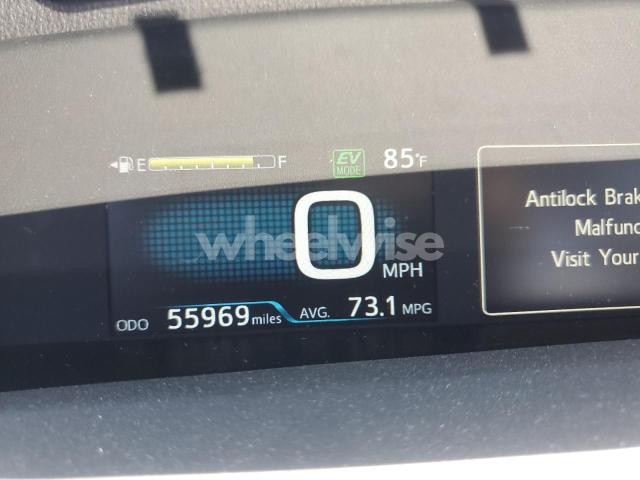 E F EV MODE 85°F
Antilock Brak
Malfunc
Visit Your
0 MPH
wheelwise
ODO 55969 miles AVG. 73.1 MPG